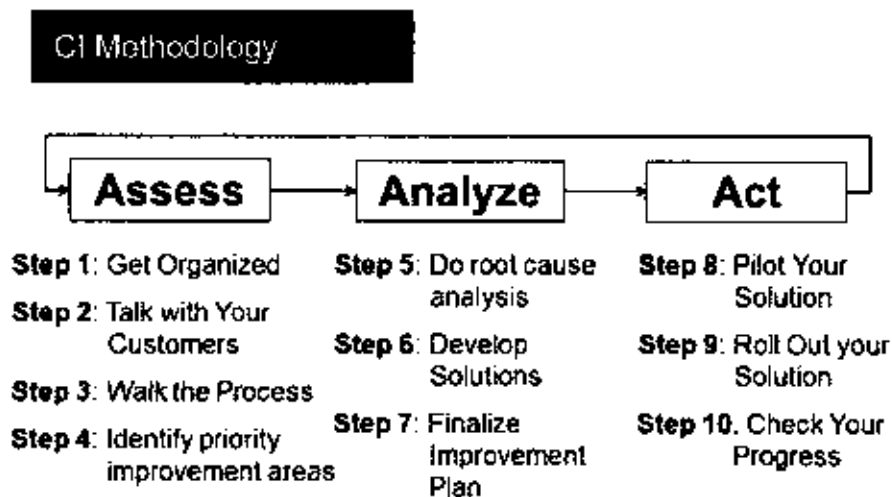 CI Methodology
Assess
Analyze
Act
Step 1: Get Organized
Step 2: Talk with Your
Customers
Step 3: Walk the Process
Step 4: Identify priority
improvement areas
Step 5: Do root cause
analysis
Step 6: Develop
Solutions
Step 7: Finalize
Improvement
Plan
Step 8: Pilot Your
Solution
Step 9: Roll Out your
Solution
Step 10. Check Your
Progress